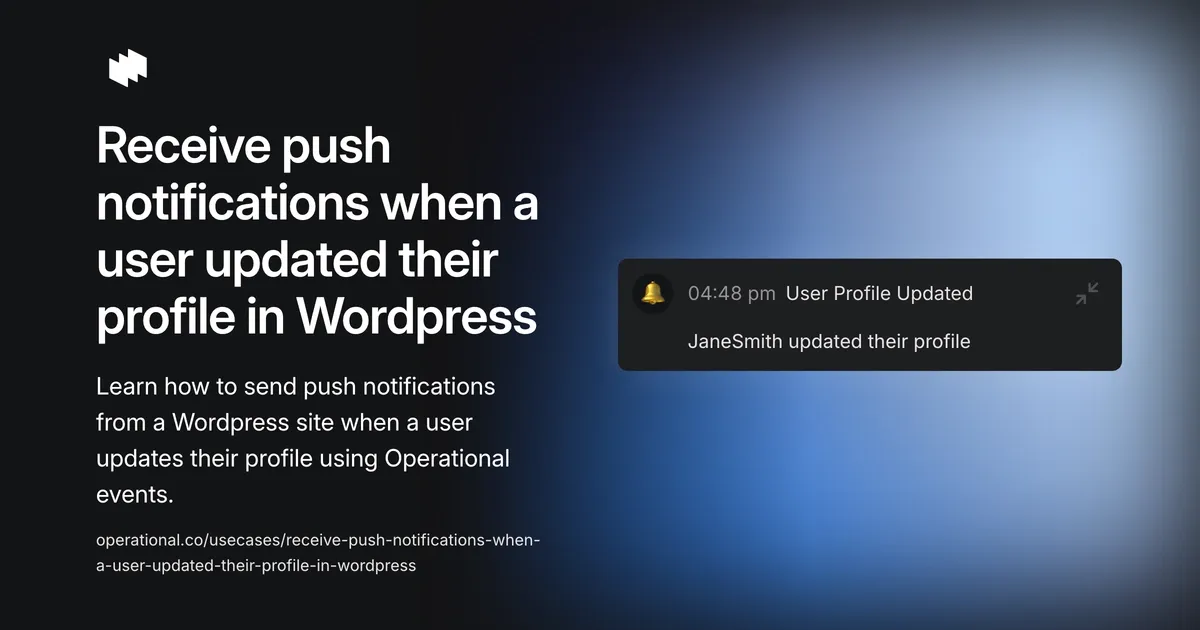 Receive push
notifications when a
user updated their
profile in Wordpress
Learn how to send push notifications
from a Wordpress site when a user
updates their profile using Operational
events.
operational.co/usecases/receive-push-notifications-when-
a-user-updated-their-profile-in-wordpress
04:48 pm User Profile Updated
JaneSmith updated their profile